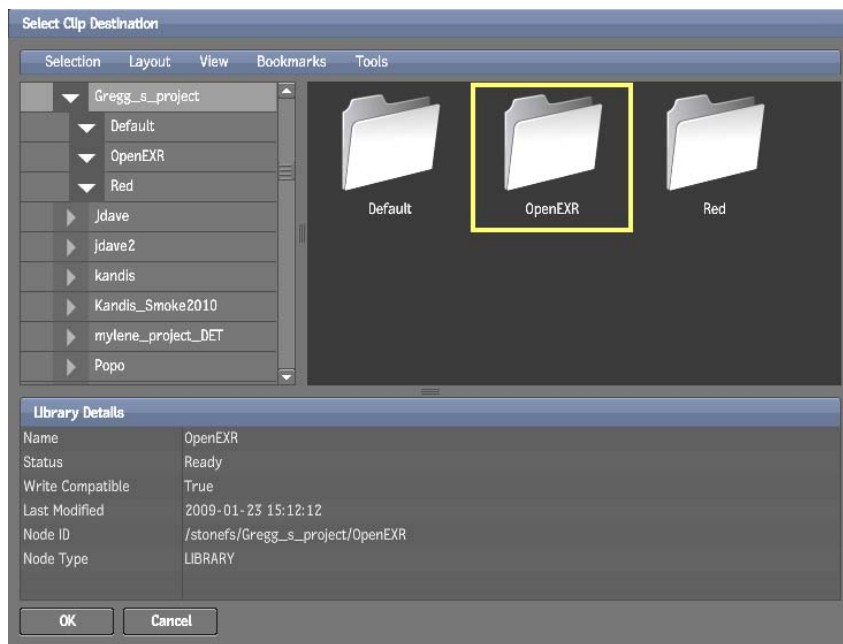 Select Clip Destination
Selection Layout View Bookmarks Tools
Gregg_s_project
Default
OpenEXR
Red
Jdave
jdave2
kandis
Kandis_Smoke2010
mylene_project_DET
Popo
Default
OpenEXR
Red
Library Details
Name OpenEXR
Status Ready
Write Compatible True
Last Modified 2009-01-23 15:12:12
Node ID /stonefs/Gregg_s_project/OpenEXR
Node Type LIBRARY
OK Cancel